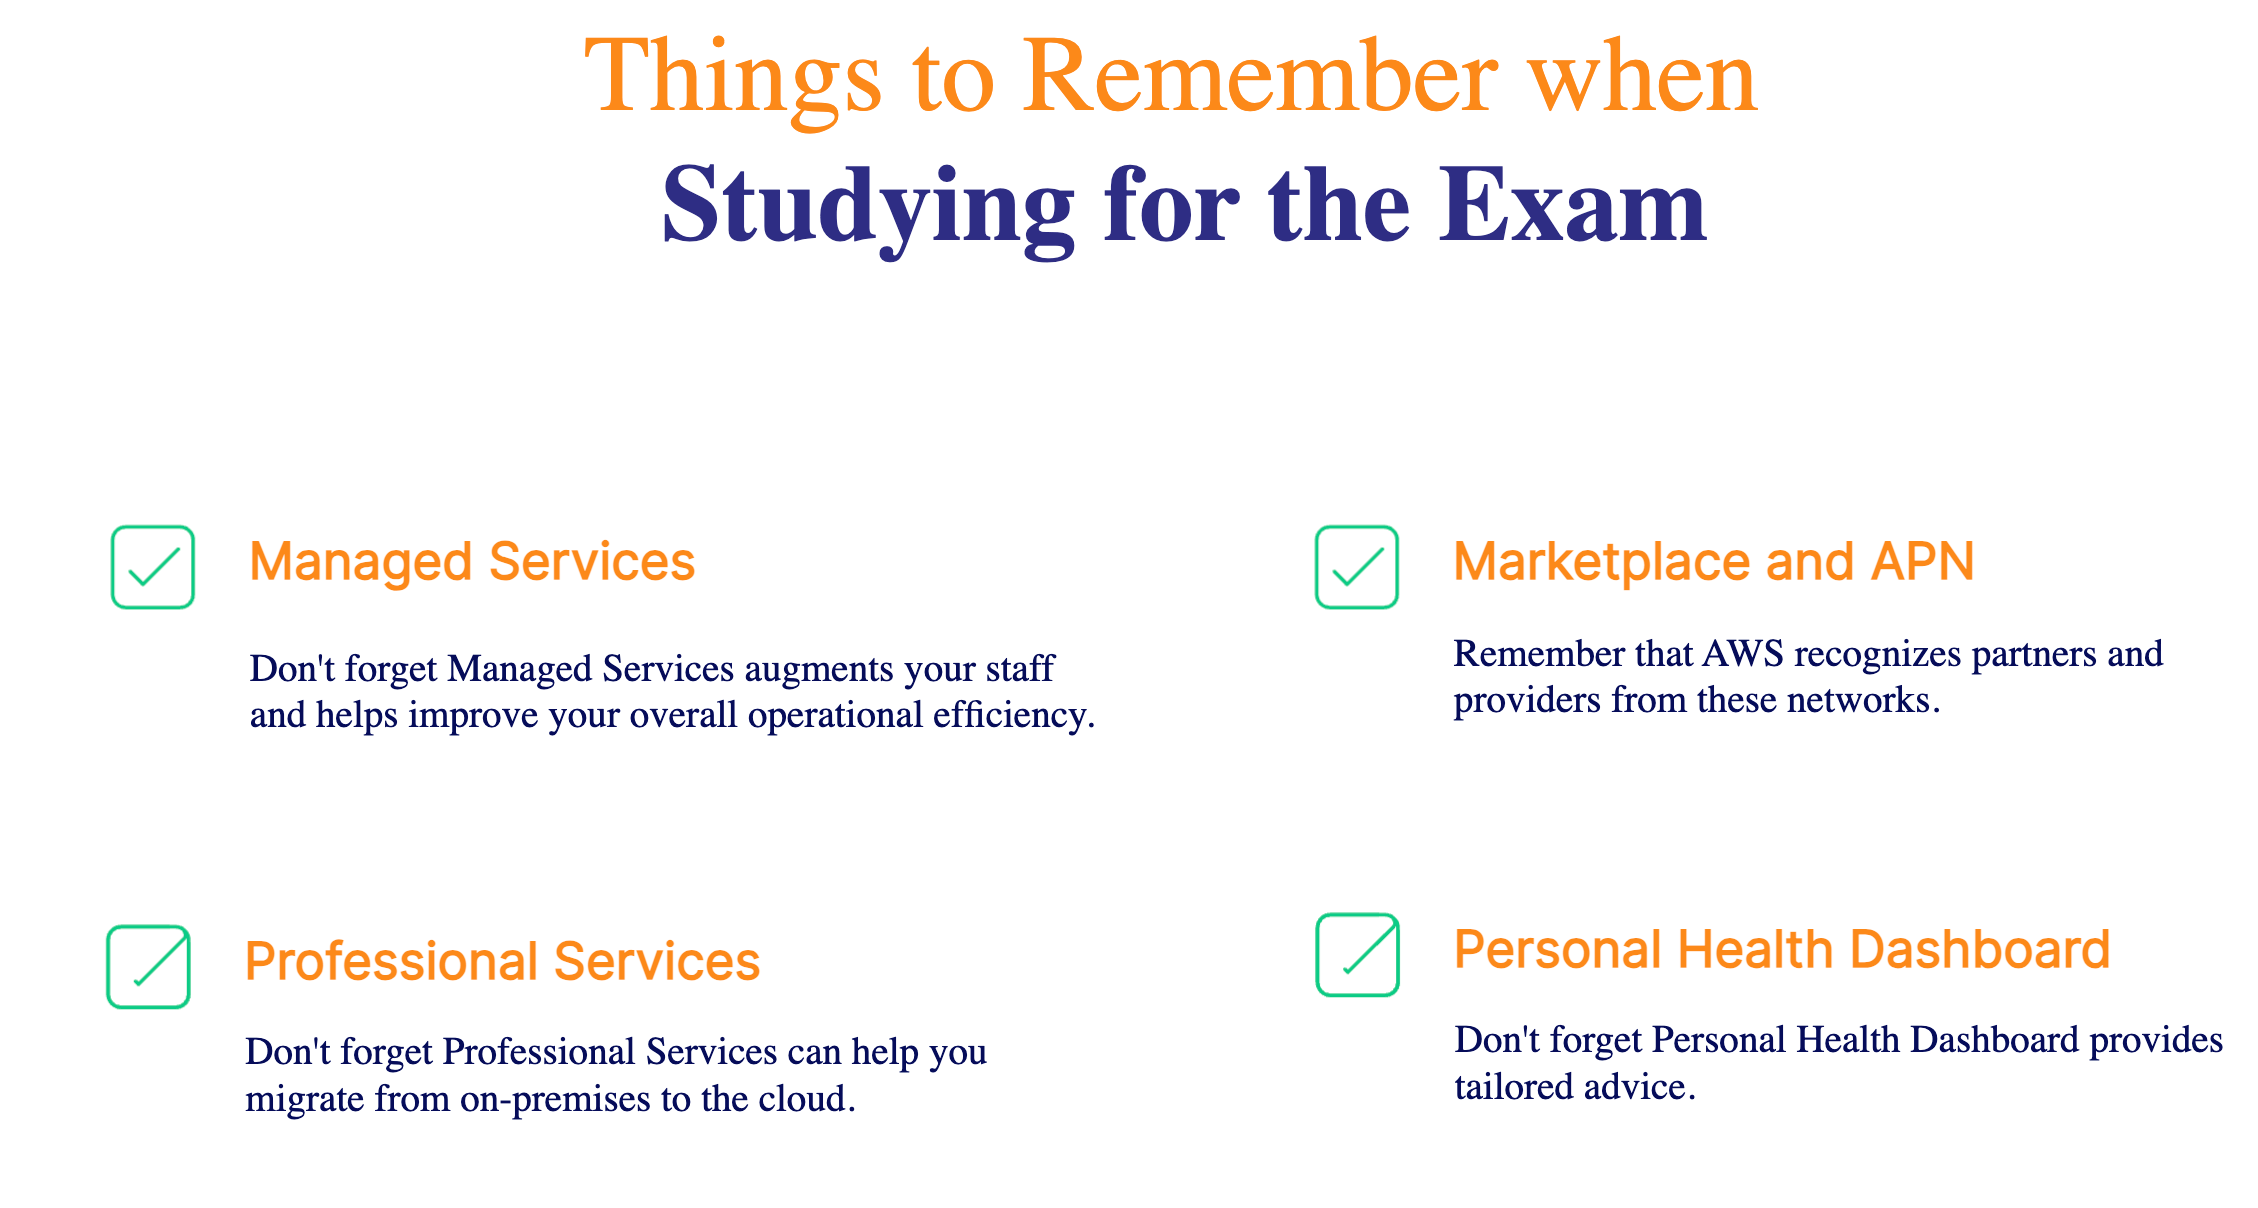 Things to Remember when
Studying for the Exam
Managed Services
Don't forget Managed Services augments your staff
and helps improve your overall operational efficiency.
Marketplace and APN
Remember that AWS recognizes partners and
providers from these networks.
Professional Services
Don't forget Professional Services can help you
migrate from on-premises to the cloud.
Personal Health Dashboard
Don't forget Personal Health Dashboard provides
tailored advice.